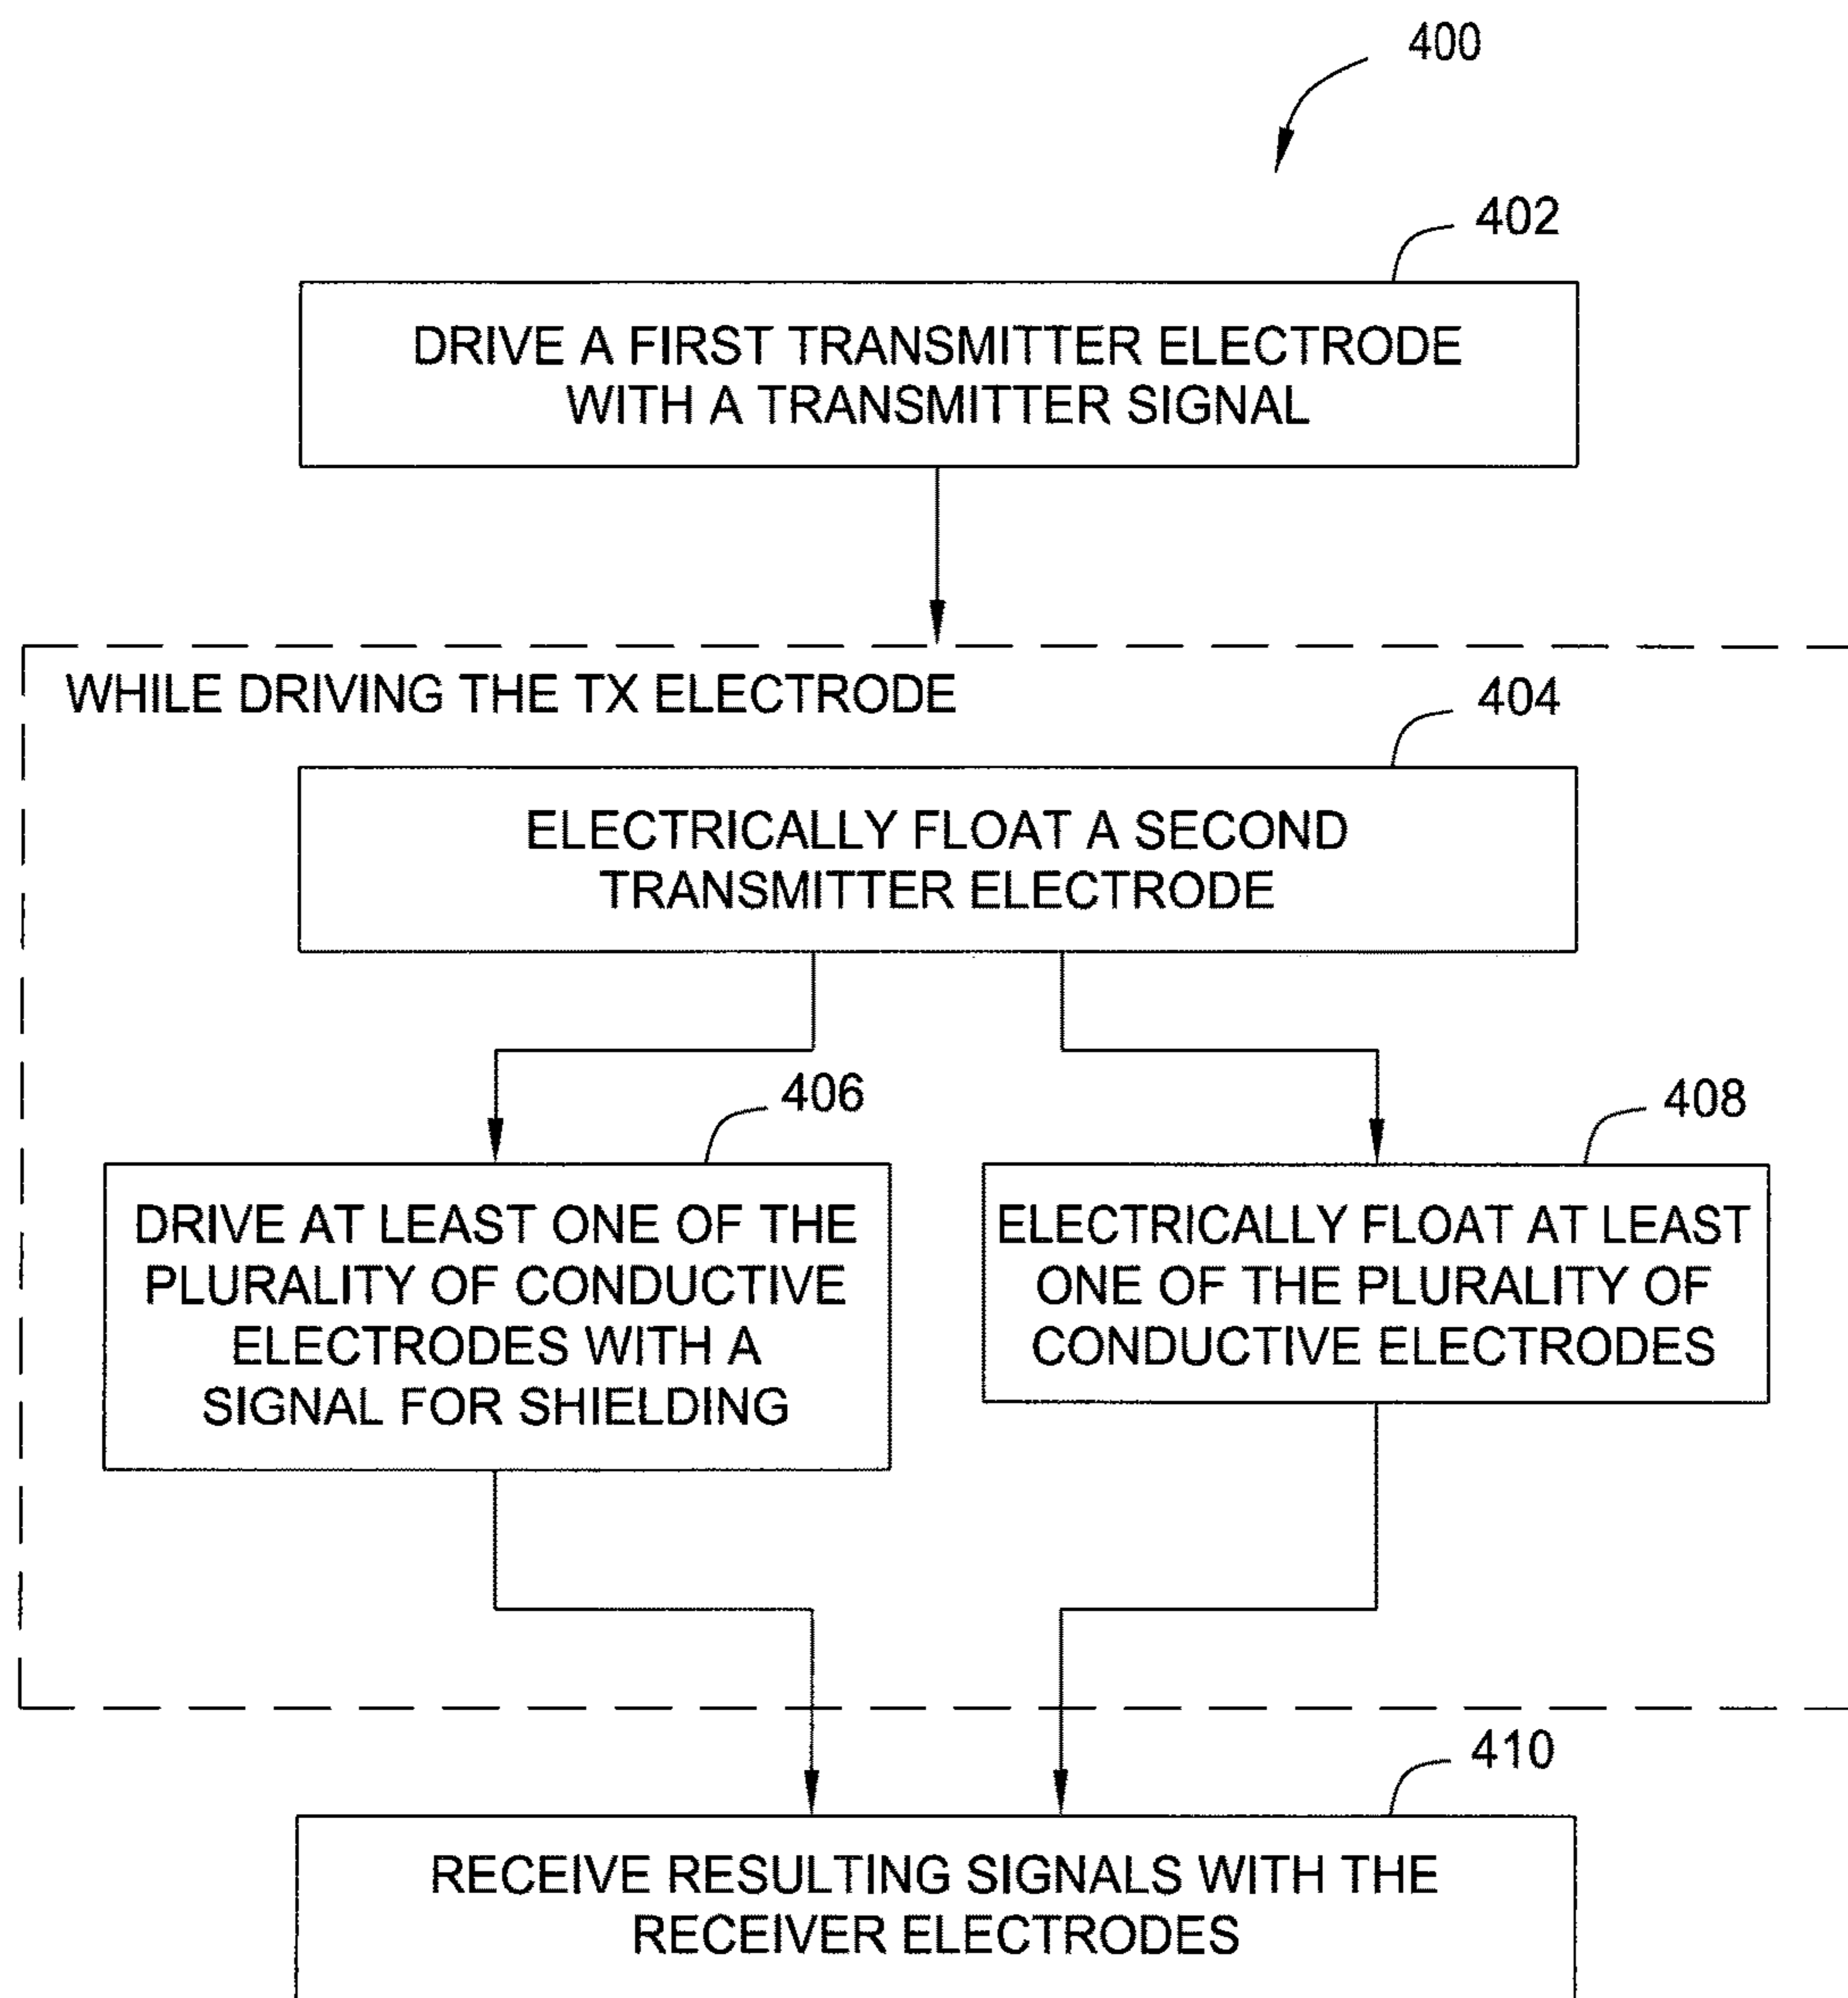 400
402
DRIVE A FIRST TRANSMITTER ELECTRODE
WITH A TRANSMITTER SIGNAL
WHILE DRIVING THE TX ELECTRODE
404
ELECTRICALLY FLOAT A SECOND
TRANSMITTER ELECTRODE
406
DRIVE AT LEAST ONE OF THE
PLURALITY OF CONDUCTIVE
ELECTRODES WITH A
SIGNAL FOR SHIELDING
408
ELECTRICALLY FLOAT AT LEAST
ONE OF THE PLURALITY OF
CONDUCTIVE ELECTRODES
410
RECEIVE RESULTING SIGNALS WITH THE
RECEIVER ELECTRODES